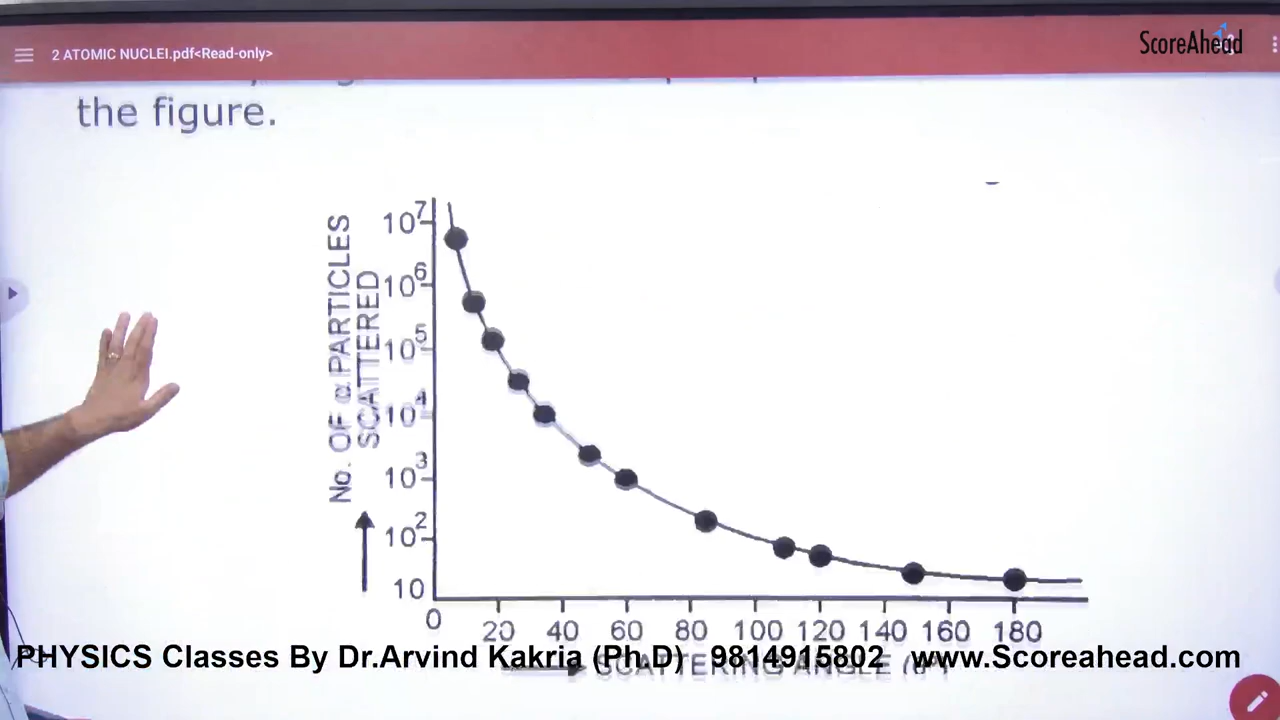 2 ATOMIC NUCLEI.pdf<Read-only>
ScoreAhead
the figure.
No. OF α PARTICLES
SCATTERED
10⁷
10⁶
10⁵
10⁴
10³
10²
10
0 20 40 60 80 100 120 140 160 180
SCATTERING ANGLE
PHYSICS Classes By Dr.Arvind Kakria (Ph.D) 9814915802 www.Scoreahead.com